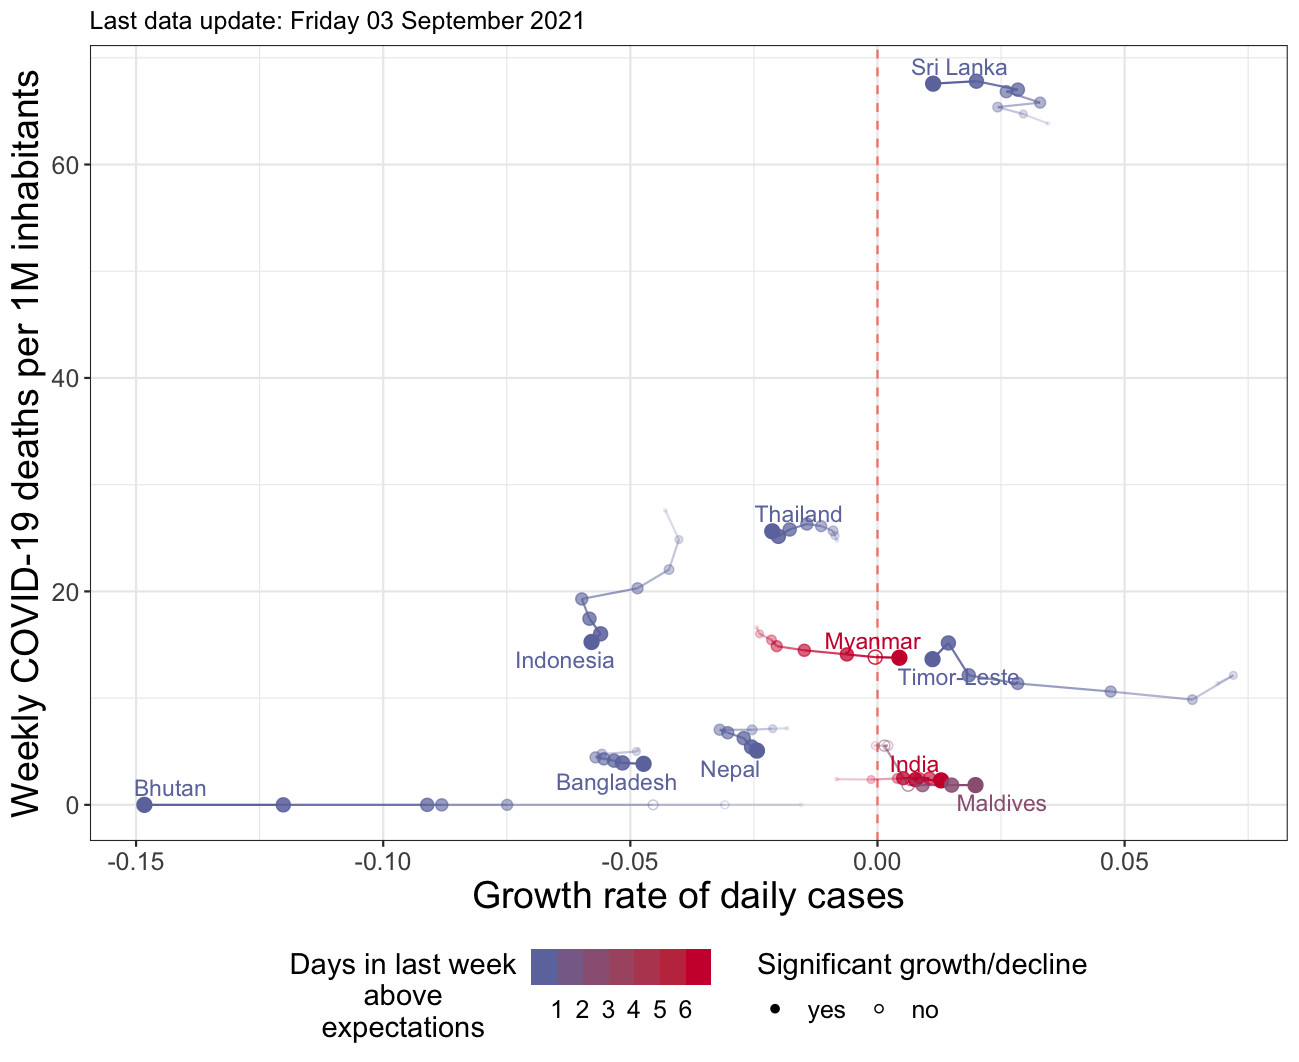 Last data update: Friday 03 September 2021
Weekly COVID-19 deaths per 1M inhabitants
60
40
20
0
Sri Lanka
Thailand
Myanmar
Indonesia
Timor-Leste
India
Nepal
Bangladesh
Bhutan
Maldives
-0.15 -0.10 -0.05 0.00 0.05
Growth rate of daily cases
Days in last week
above
expectations
1 2 3 4 5 6
Significant growth/decline
yes no